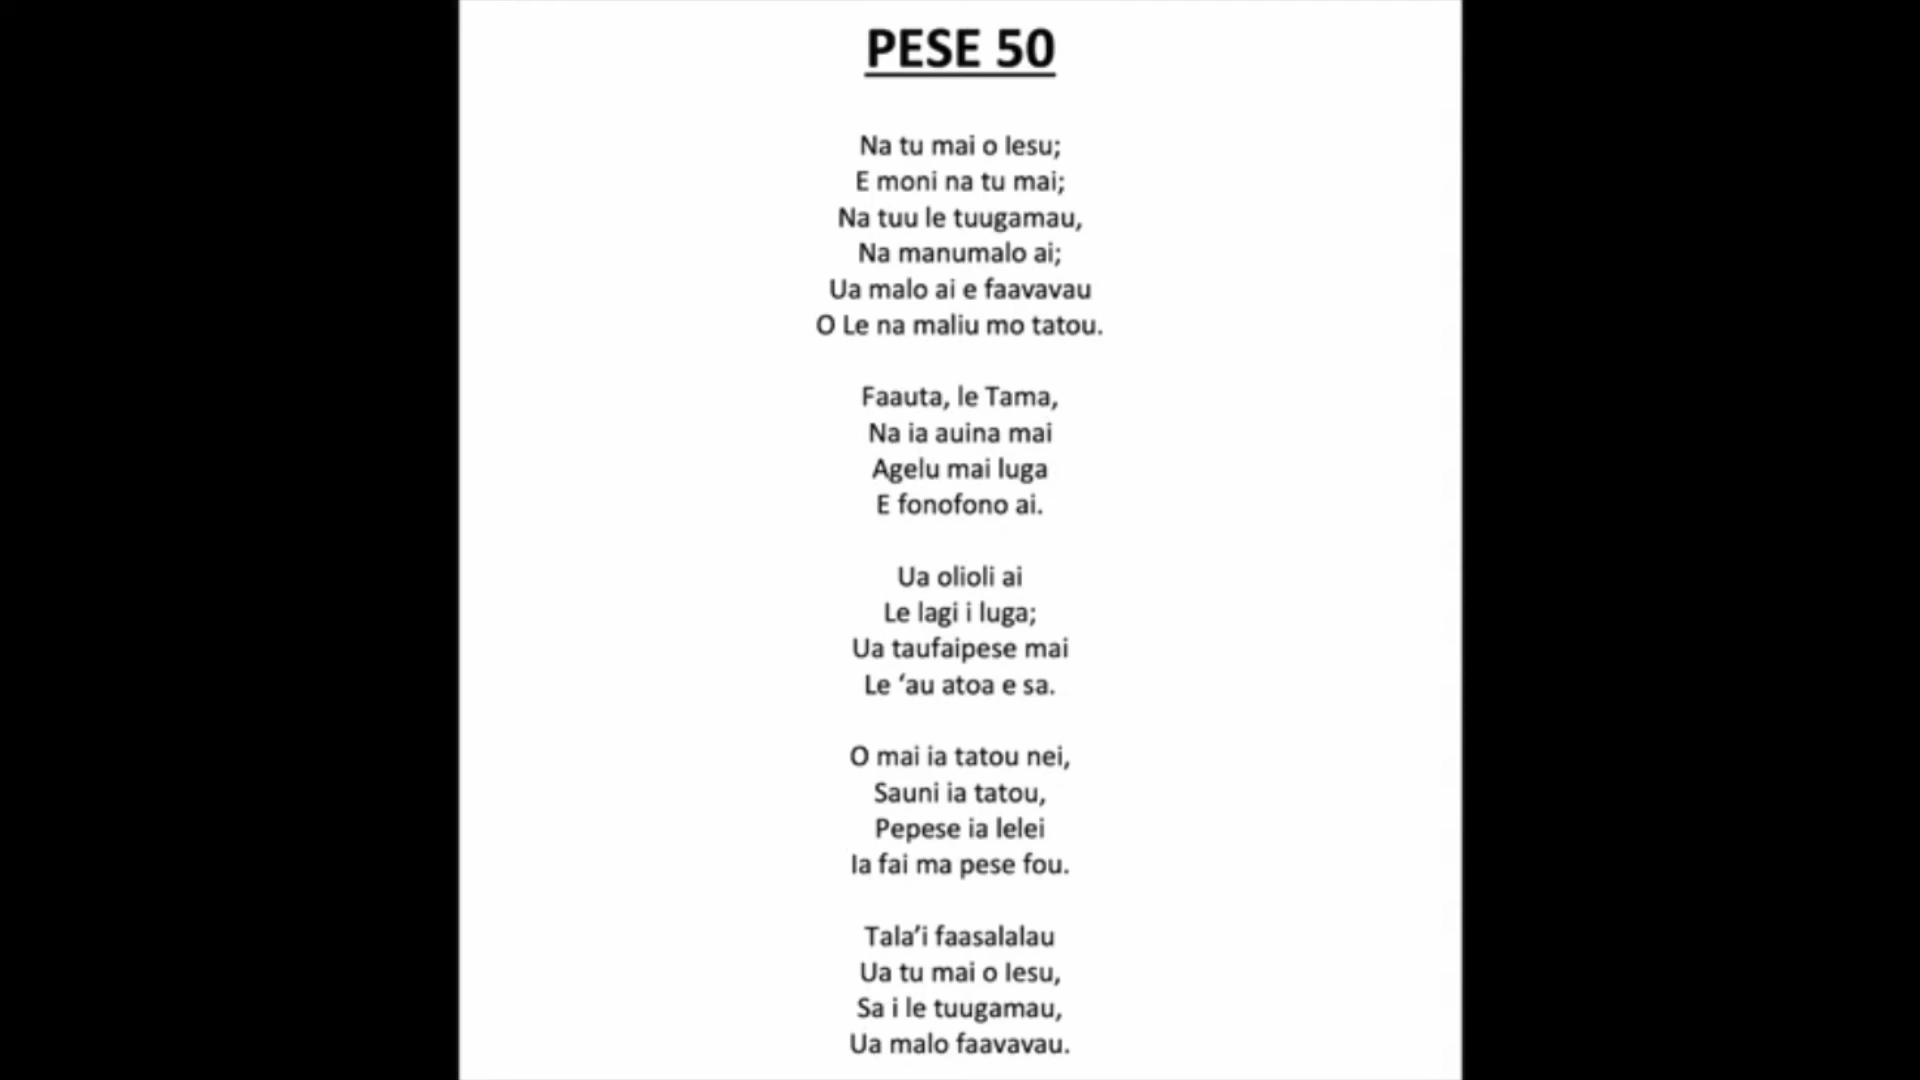 PESE 50
Na tu mai o Iesu;
E moni na tu mai;
Na tuu le tuugamau,
Na manumalo ai;
Ua malo ai e faavavau
O Le na maliu mo tatou.
Faauta, le Tama,
Na ia auina mai
Agelu mai luga
E fonofono ai.
Ua olioli ai
Le lagi i luga;
Ua taufaipese mai
Le ‘au atoa e sa.
O mai ia tatou nei,
Sauni ia tatou,
Pepese ia lelei
Ia fai ma pese fou.
Tala’i faasalalau
Ua tu mai o Iesu,
Sa i le tuugamau,
Ua malo faavavau.